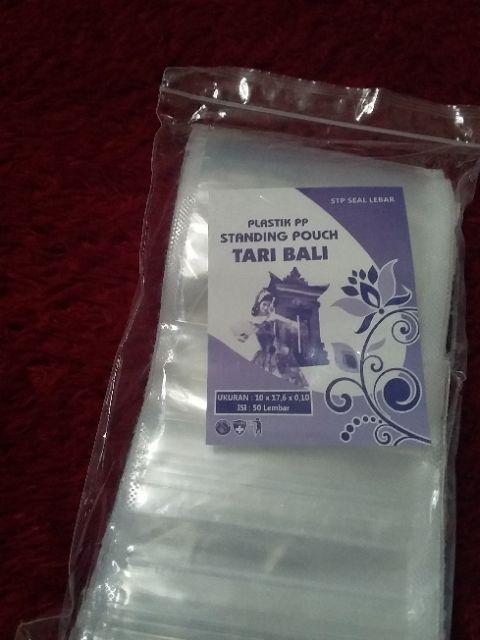 STP SEAL LEBAR
PLASTIK PP
STANDING POUCH
TARI BALI
UKURAN : 10 x 17,6 x 0,10
ISI : 50 Lembar